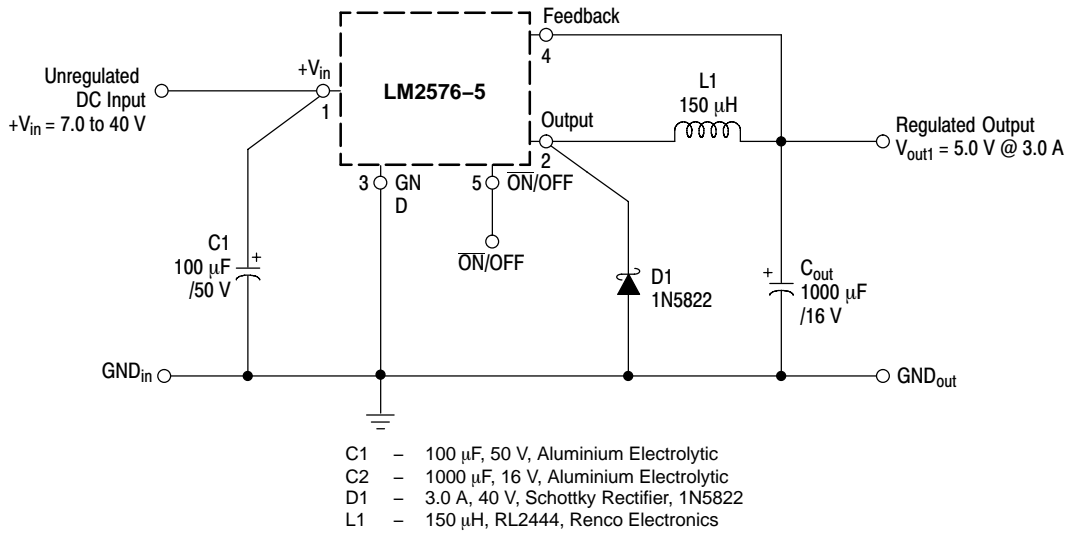 Feedback
4
Unregulated
DC Input
+Vin = 7.0 to 40 V
+Vin
1
LM2576−5
L1
150 μH
Output
2
Regulated Output
Vout1 = 5.0 V @ 3.0 A
3
GN
D
5
ON/OFF
ON/OFF
C1
100 μF
/50 V
+
D1
1N5822
+
Cout
1000 μF
/16 V
GNDin
GNDout
C1 – 100 μF, 50 V, Aluminium Electrolytic
C2 – 1000 μF, 16 V, Aluminium Electrolytic
D1 – 3.0 A, 40 V, Schottky Rectifier, 1N5822
L1 – 150 μH, RL2444, Renco Electronics